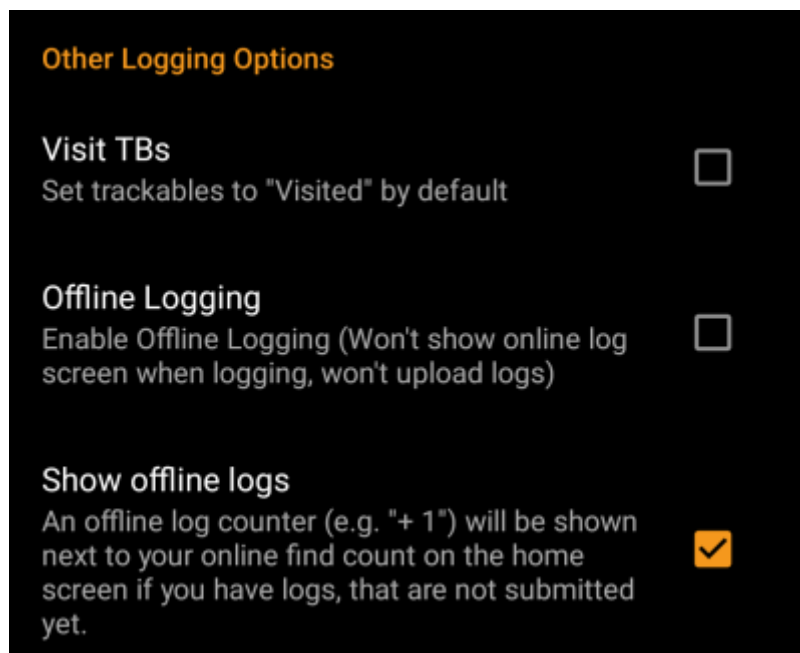 Other Logging Options
Visit TBs
Set trackables to "Visited" by default
Offline Logging
Enable Offline Logging (Won't show online log
screen when logging, won't upload logs)
Show offline logs
An offline log counter (e.g. "+ 1") will be shown
next to your online find count on the home
screen if you have logs, that are not submitted
yet.